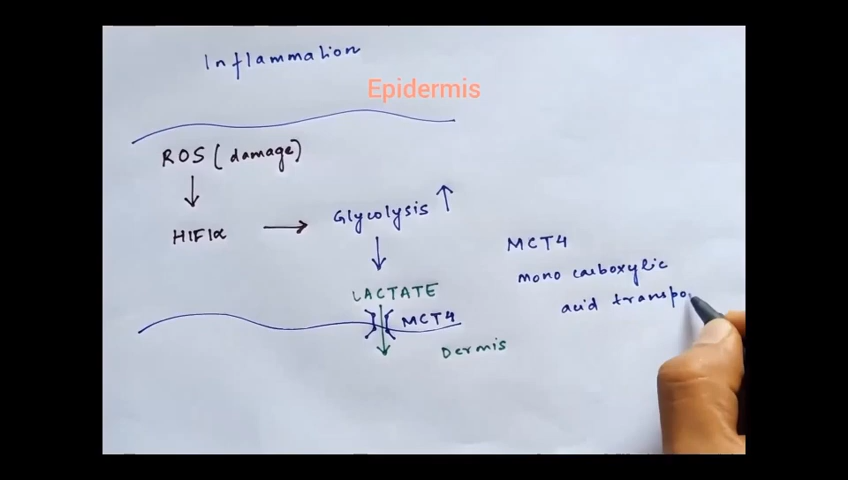 Inflammation
Epidermis
ROS (damage)
HIF1α
Glycolysis
LACTATE
MCT4
Dermis
MCT4
mono carboxylic
acid transpo